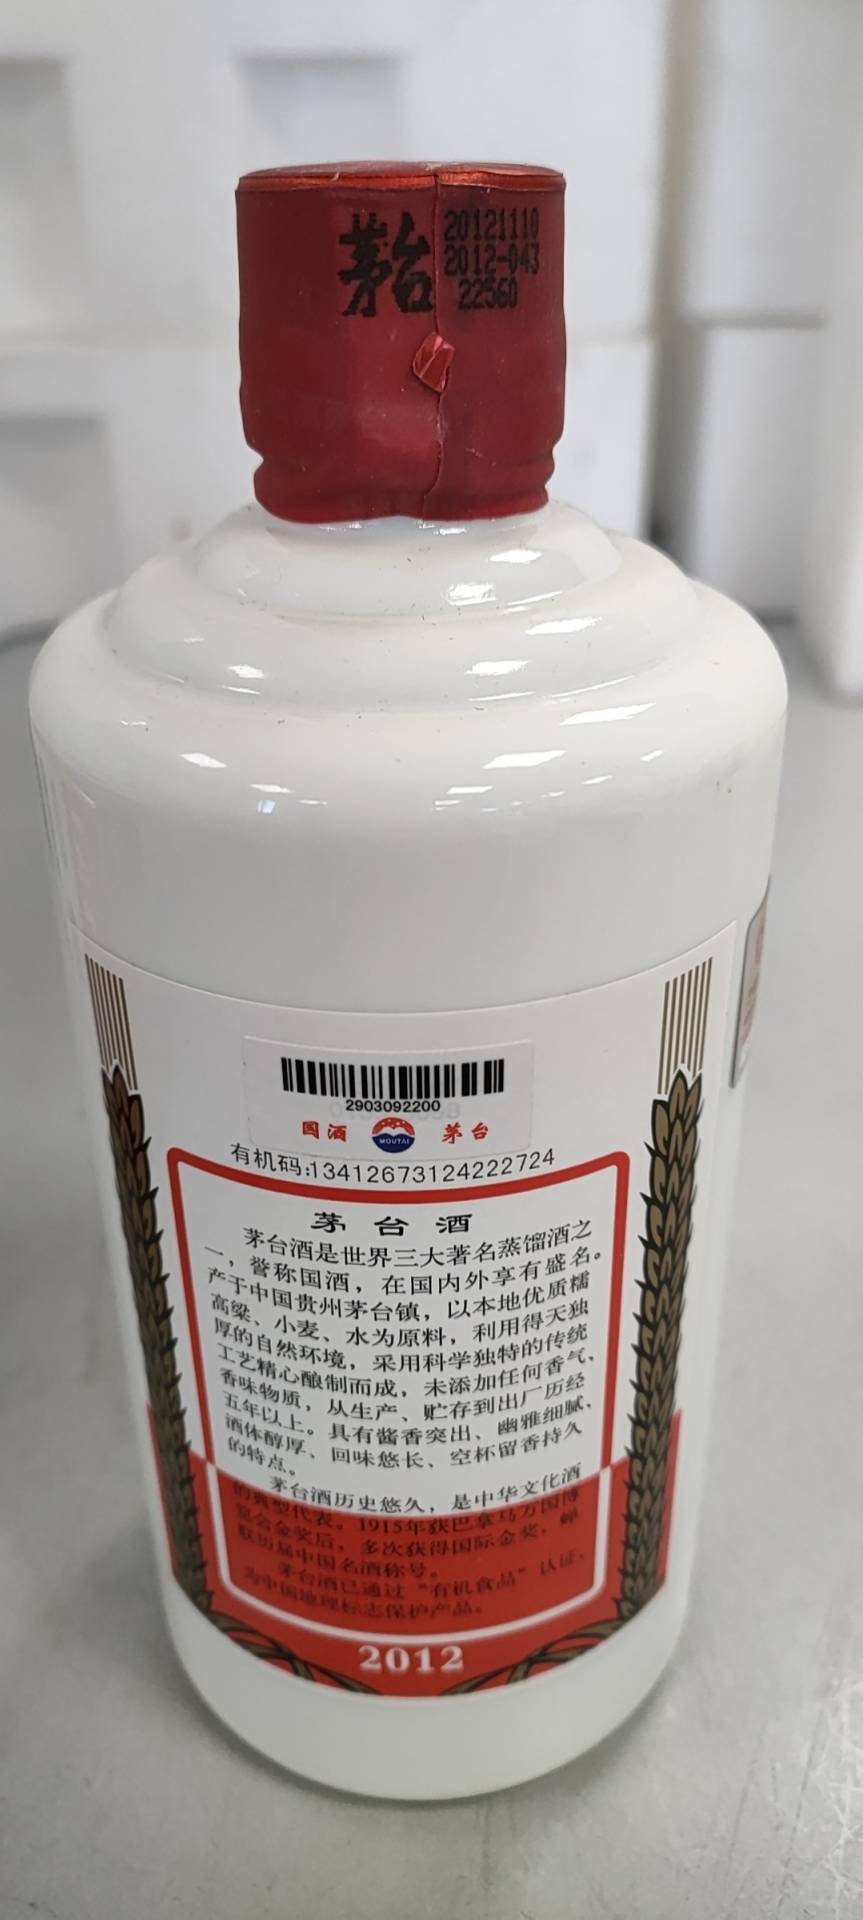 茅台
20121110
2012-043
22560
2903092200
国酒
MOUTAI
茅台
有机码:134126731242​22724
茅台酒
茅台酒是世界三大著名蒸馏酒之
一，誉称国酒，在国内外享有盛名。
产于中国贵州茅台镇，以本地优质糯
高粱、小麦、水为原料，利用得天独
厚的自然环境，采用科学独特的传统
工艺精心酿制而成，未添加任何香气、
香味物质，从生产、贮存到出厂历经
五年以上。具有酱香突出、幽雅细腻、
酒体醇厚、回味悠长、空杯留香持久
的特点。
茅台酒历史悠久，是中华文化酒
的典型代表。1915年获巴拿马万国博
览会金奖后，多次获得国际金奖，蝉
联历届中国名酒称号。
茅台酒已通过"有机食品"认证，
为中国地理标志保护产品。
2012